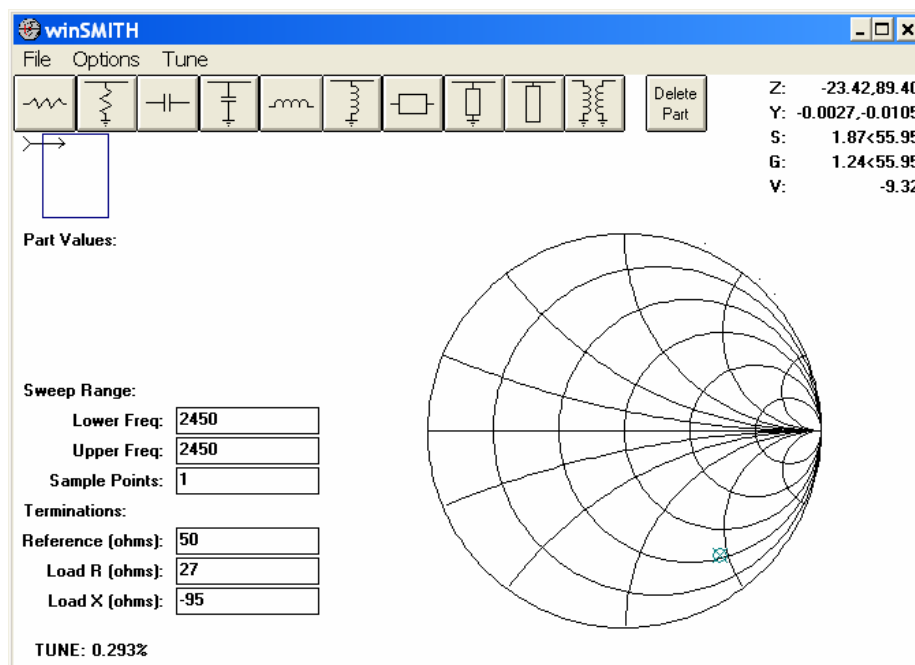 winSMITH
File Options Tune
Delete
Part
Z: -23.42,89.40
Y: -0.0027,-0.0105
S: 1.87<55.95
G: 1.24<55.95
V: -9.32
Part Values:
Sweep Range:
Lower Freq: 2450
Upper Freq: 2450
Sample Points: 1
Terminations:
Reference (ohms): 50
Load R (ohms): 27
Load X (ohms): -95
TUNE: 0.293%